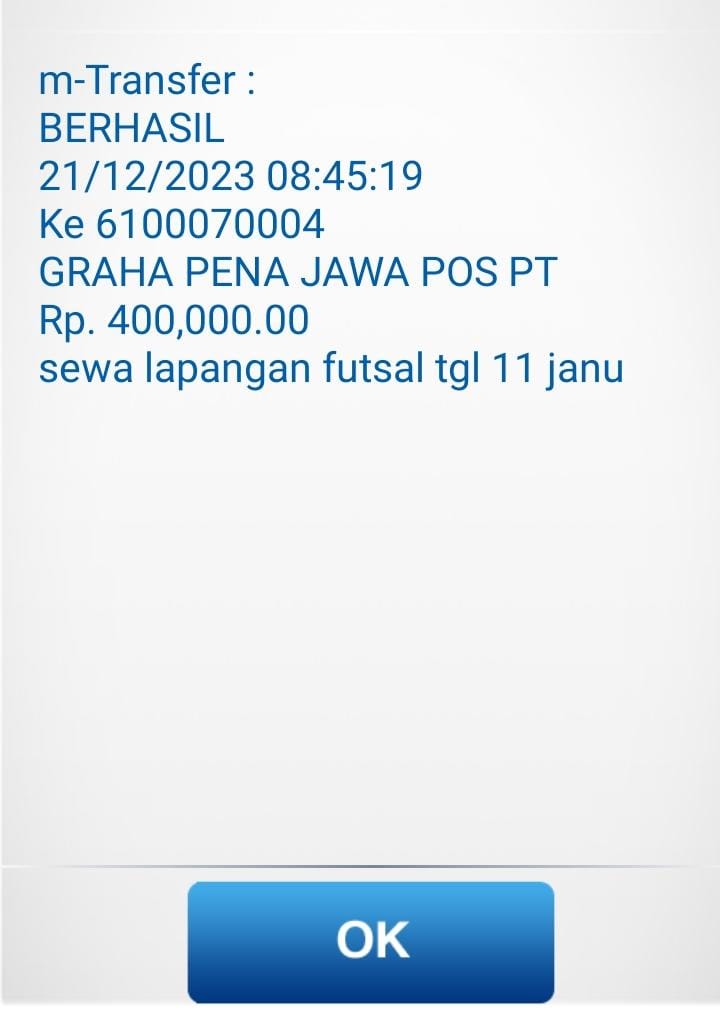 m-Transfer :
BERHASIL
21/12/2023 08:45:19
Ke 6100070004
GRAHA PENA JAWA POS PT
Rp. 400,000.00
sewa lapangan futsal tgl 11 janu
OK